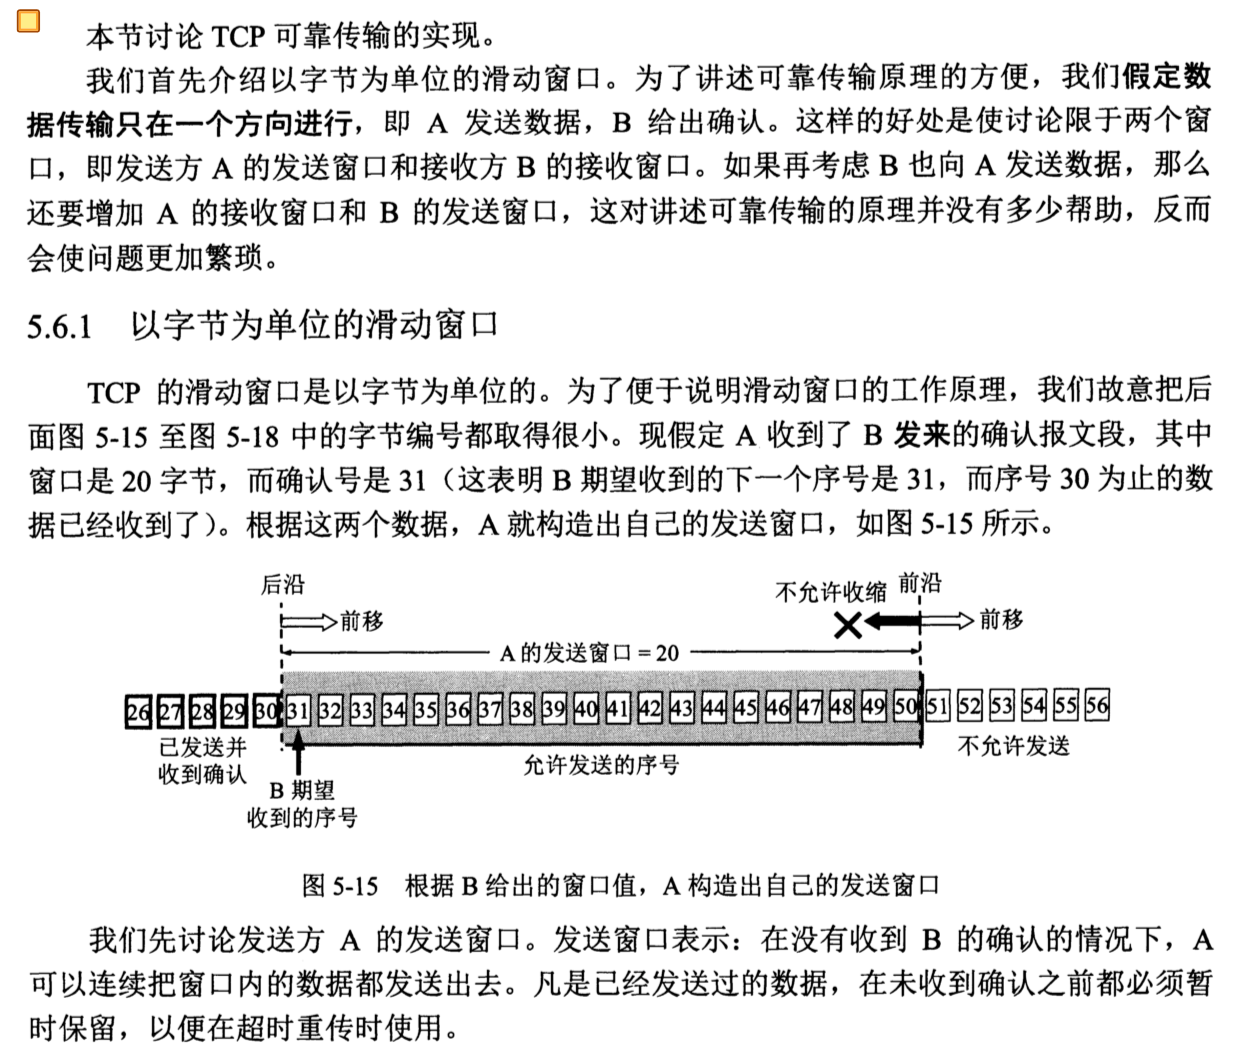 本节讨论 TCP 可靠传输的实现。
我们首先介绍以字节为单位的滑动窗口。为了讲述可靠传输原理的方便，我们假定数
据传输只在一个方向进行，即 A 发送数据，B 给出确认。这样的好处是使讨论限于两个窗
口，即发送方 A 的发送窗口和接收方 B 的接收窗口。如果再考虑 B 也向 A 发送数据，那么
还要增加 A 的接收窗口和 B 的发送窗口，这对讲述可靠传输的原理并没有多少帮助，反而
会使问题更加繁琐。
5.6.1 以字节为单位的滑动窗口
TCP 的滑动窗口是以字节为单位的。为了便于说明滑动窗口的工作原理，我们故意把后
面图 5-15 至图 5-18 中的字节编号都取得很小。现假定 A 收到了 B 发来的确认报文段，其中
窗口是 20 字节，而确认号是 31（这表明 B 期望收到的下一个序号是 31，而序号 30 为止的数
据已经收到了）。根据这两个数据，A 就构造出自己的发送窗口，如图 5-15 所示。
后沿
不允许收缩 前沿
前移
前移
A 的发送窗口 = 20
26 27 28 29 30 31 32 33 34 35 36 37 38 39 40 41 42 43 44 45 46 47 48 49 50 51 52 53 54 55 56
已发送并
收到确认
B 期望
收到的序号
允许发送的序号
不允许发送
图 5-15 根据 B 给出的窗口值，A 构造出自己的发送窗口
我们先讨论发送方 A 的发送窗口。发送窗口表示：在没有收到 B 的确认的情况下，A
可以连续把窗口内的数据都发送出去。凡是已经发送过的数据，在未收到确认之前都必须暂
时保留，以便在超时重传时使用。